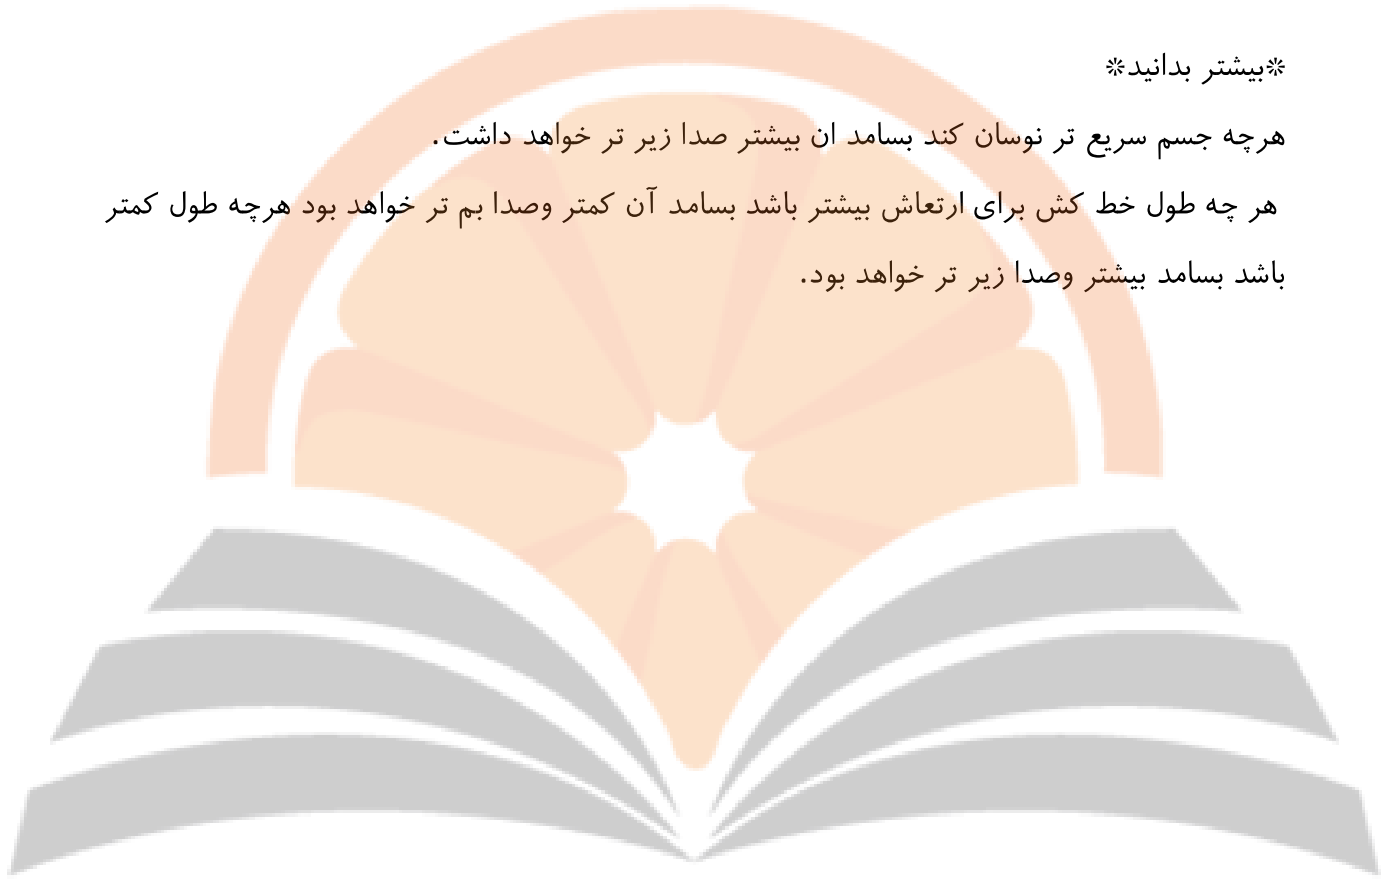 ❊بیشتر بدانید❊
هرچه جسم سریع تر نوسان کند بسامد ان بیشتر صدا زیر تر خواهد داشت.
هر چه طول خط کش برای ارتعاش بیشتر باشد بسامد آن کمتر وصدا بم تر خواهد بود هرچه طول کمتر
باشد بسامد بیشتر وصدا زیر تر خواهد بود.